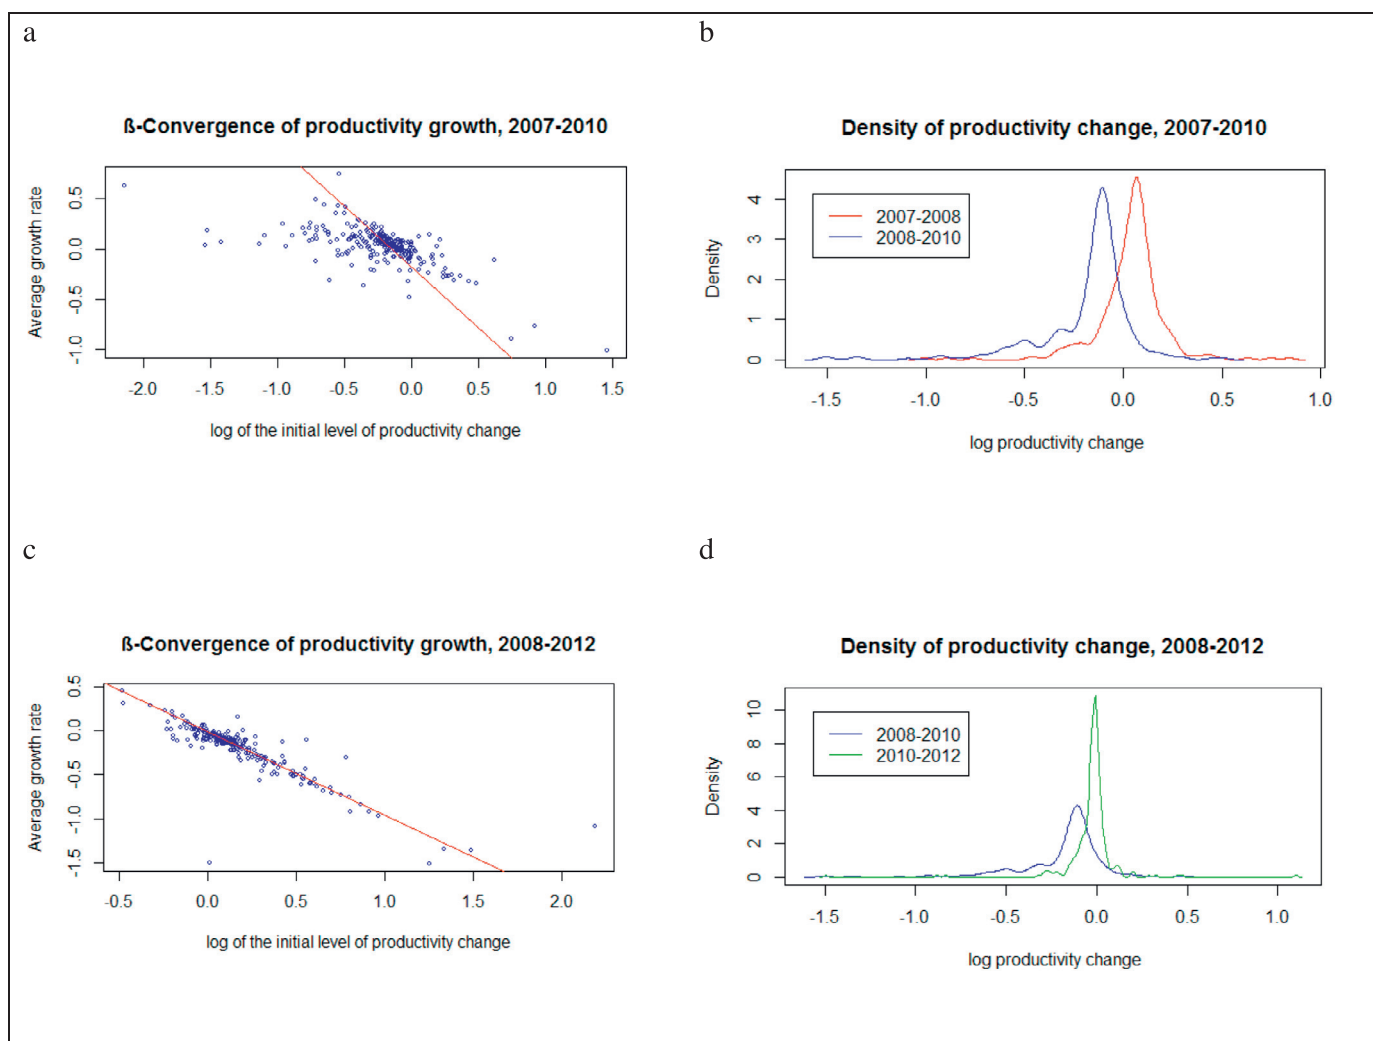 a
ß-Convergence of productivity growth, 2007-2010
Average growth rate
0.5
0.0
-0.5
-1.0
-2.0 -1.5 -1.0 -0.5 0.0 0.5 1.0 1.5
log of the initial level of productivity change
b
Density of productivity change, 2007-2010
Density
4
3
2
1
0
2007-2008
2008-2010
-1.5 -1.0 -0.5 0.0 0.5 1.0
log productivity change
c
ß-Convergence of productivity growth, 2008-2012
Average growth rate
0.5
0.0
-0.5
-1.0
-1.5
-0.5 0.0 0.5 1.0 1.5 2.0
log of the initial level of productivity change
d
Density of productivity change, 2008-2012
Density
10
8
6
4
2
0
2008-2010
2010-2012
-1.5 -1.0 -0.5 0.0 0.5 1.0
log productivity change